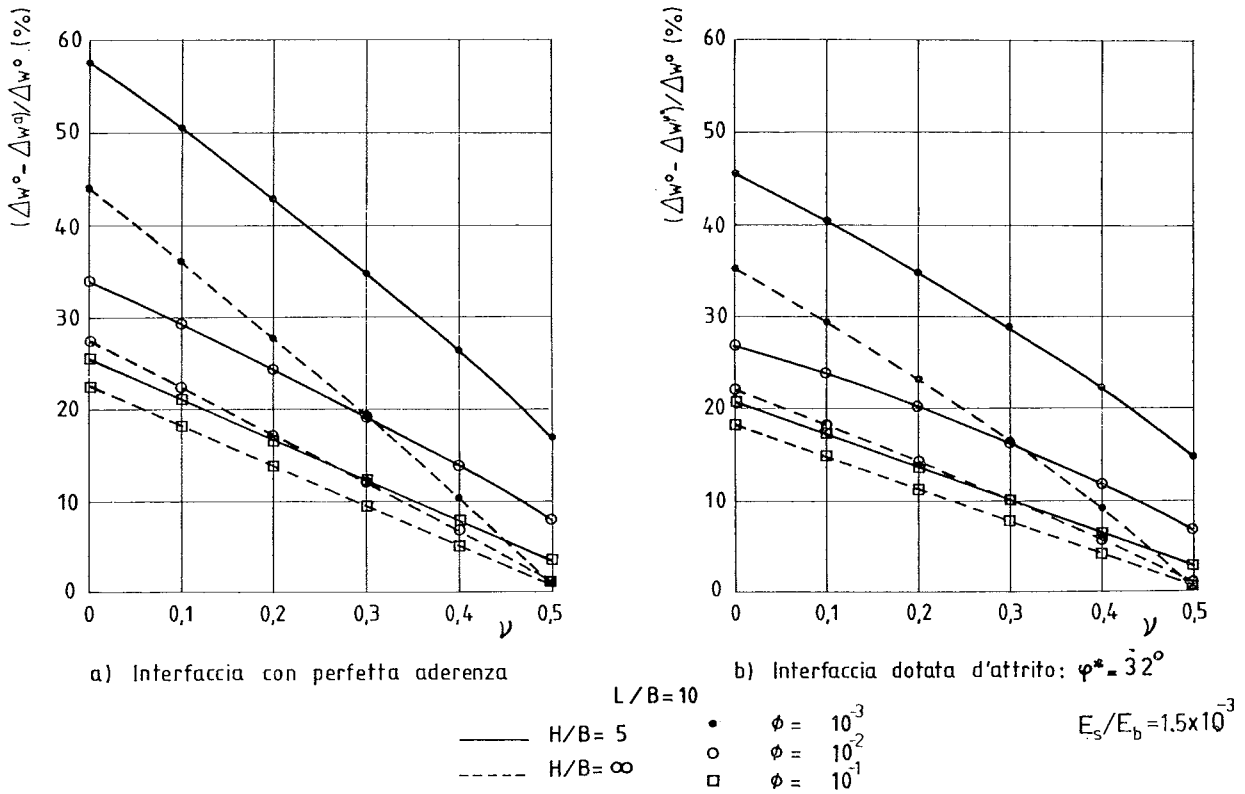 (Δw° - Δwᵃ)/Δw° (%)
60
50
40
30
20
10
0
0 0,1 0,2 0,3 0,4 0,5
ν
a) Interfaccia con perfetta aderenza
(Δw° - Δwᵠ*)/Δw° (%)
60
50
40
30
20
10
0
0 0,1 0,2 0,3 0,4 0,5
ν
b) Interfaccia dotata d'attrito: φ* = 32°
L/B=10
H/B= 5
H/B= ∞
ϕ = 10⁻³
ϕ = 10⁻²
ϕ = 10⁻¹
Eₛ/E_b =1.5x10⁻³